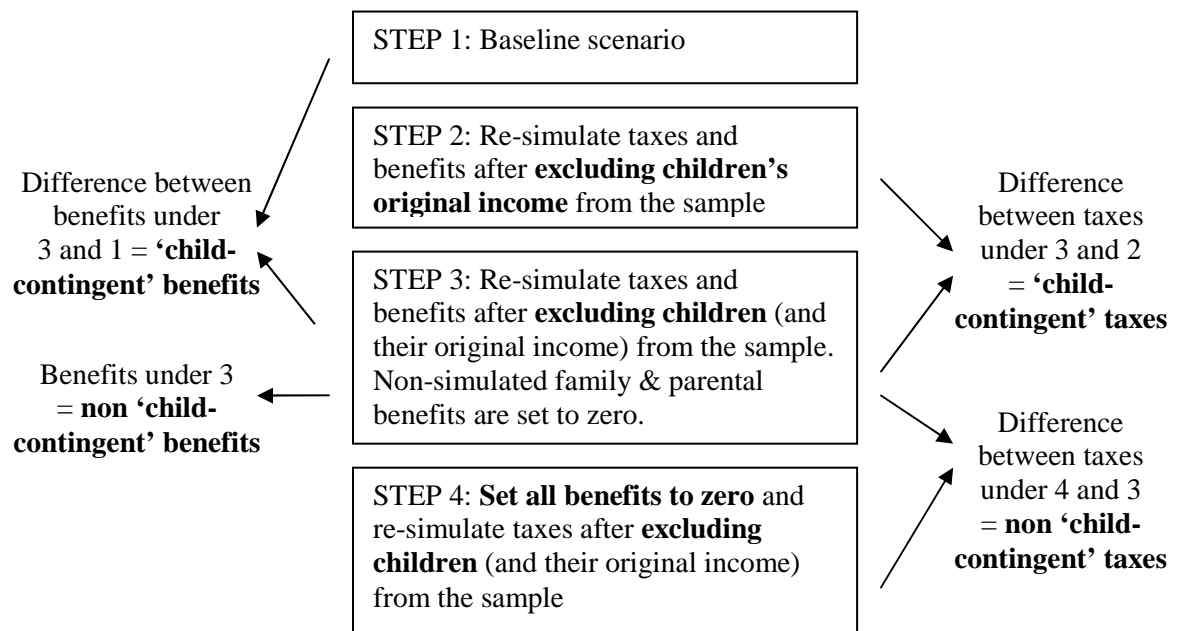 STEP 1: Baseline scenario
STEP 2: Re-simulate taxes and
benefits after excluding children's
original income from the sample
STEP 3: Re-simulate taxes and
benefits after excluding children (and
their original income) from the sample.
Non-simulated family & parental
benefits are set to zero.
STEP 4: Set all benefits to zero and
re-simulate taxes after excluding
children (and their original income)
from the sample
Difference between
benefits under
3 and 1 = ‘child-
contingent’ benefits
Benefits under 3
= non ‘child-
contingent’ benefits
Difference
between taxes
under 3 and 2
= ‘child-
contingent’ taxes
Difference
between taxes
under 4 and 3
= non ‘child-
contingent’ taxes